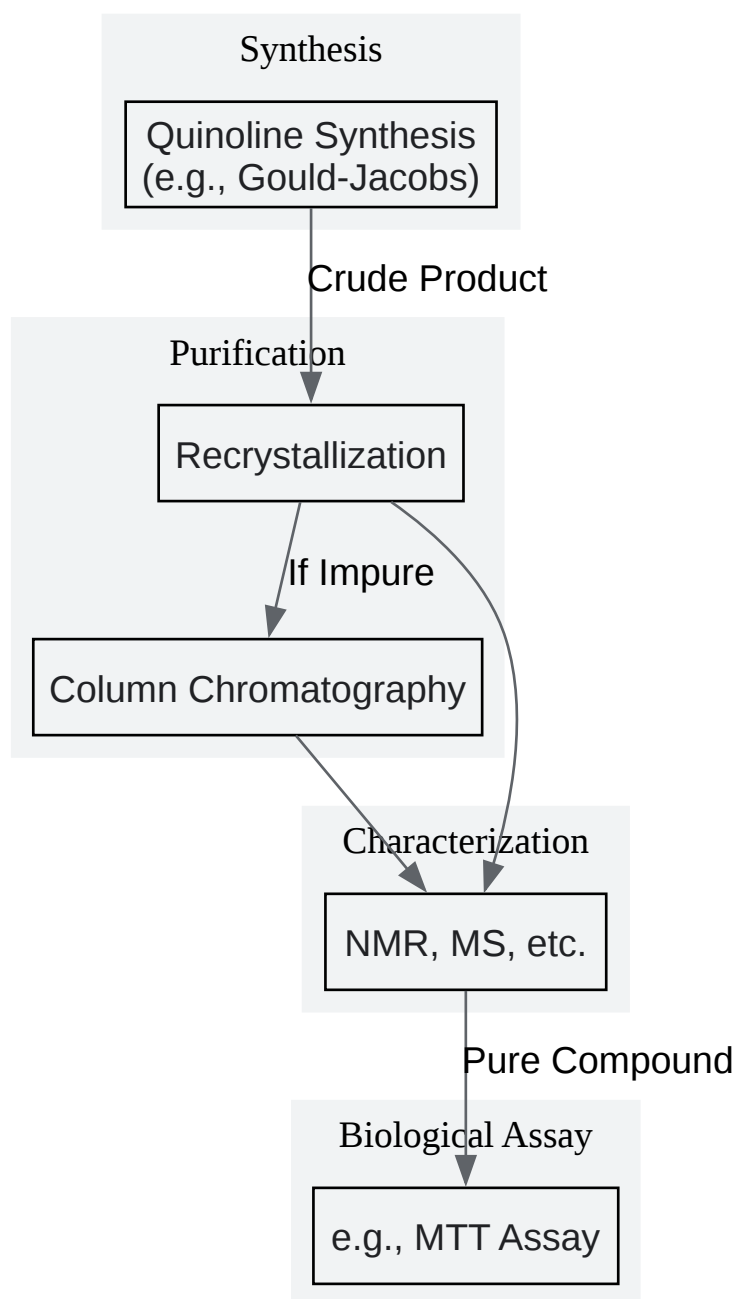 Synthesis
Quinoline Synthesis
(e.g., Gould-Jacobs)
Crude Product
Purification
Recrystallization
If Impure
Column Chromatography
Characterization
NMR, MS, etc.
Pure Compound
Biological Assay
e.g., MTT Assay